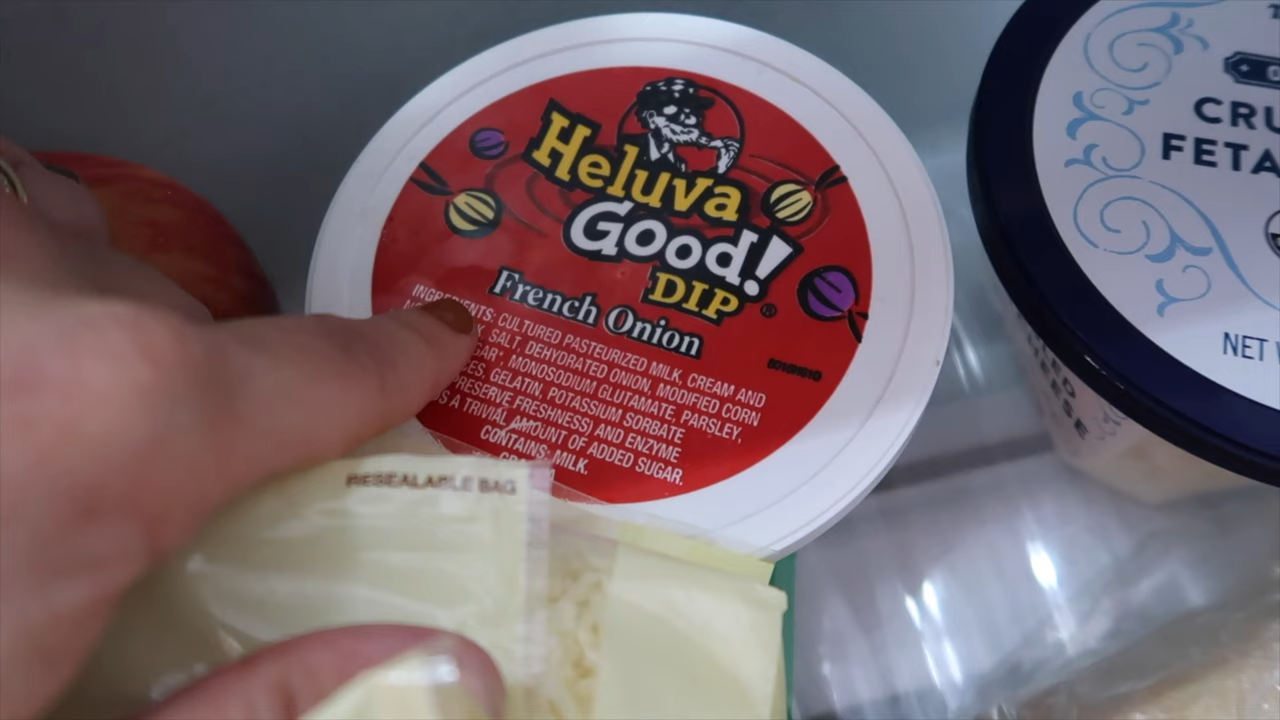 Heluva
Good!
DIP®
French Onion
INGREDIENTS: CULTURED PASTEURIZED MILK, CREAM AND
SALT, DEHYDRATED ONION, MODIFIED CORN
MONOSODIUM GLUTAMATE, PARSLEY,
GELATIN, POTASSIUM SORBATE
PRESERVE FRESHNESS) AND ENZYME
A TRIVIAL AMOUNT OF ADDED SUGAR.
CONTAINS: MILK.
RESEALABLE BAG
CRU
FETA
NET